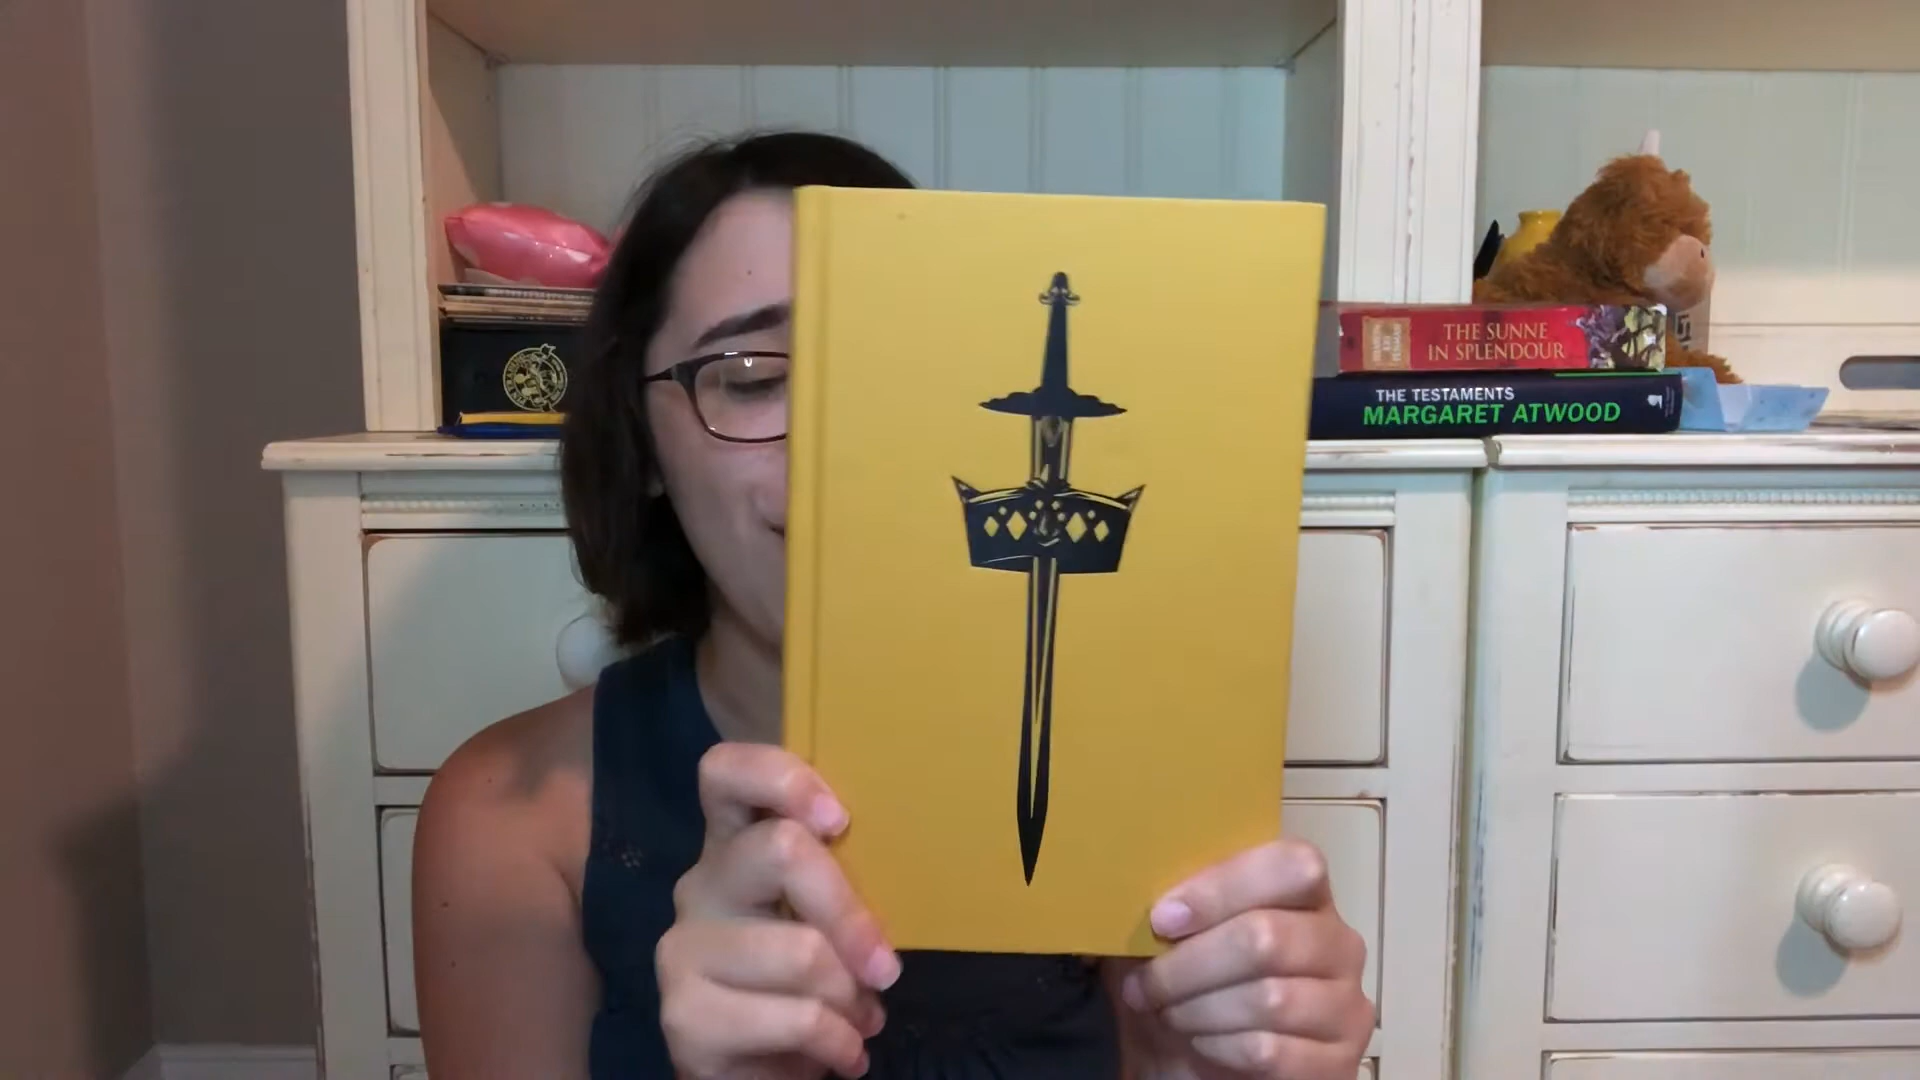 THE SUNNE
IN SPLENDOUR
THE TESTAMENTS
MARGARET ATWOOD